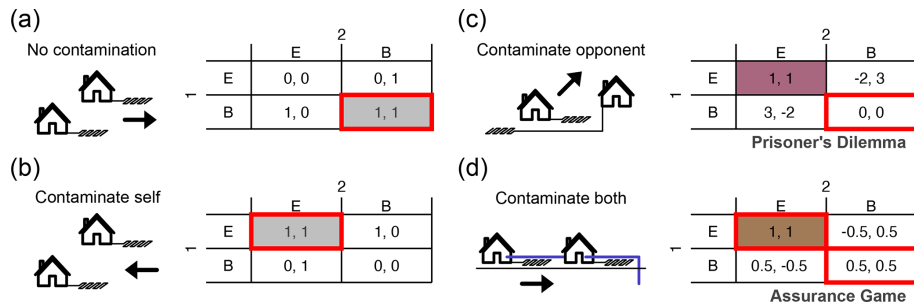 (a)
No contamination
2
E B
1
E 0, 0 0, 1
B 1, 0 1, 1
(b)
Contaminate self
2
E B
1
E 1, 1 1, 0
B 0, 1 0, 0
(c)
Contaminate opponent
2
E B
1
E 1, 1 -2, 3
B 3, -2 0, 0
Prisoner's Dilemma
(d)
Contaminate both
2
E B
1
E 1, 1 -0.5, 0.5
B 0.5, -0.5 0.5, 0.5
Assurance Game